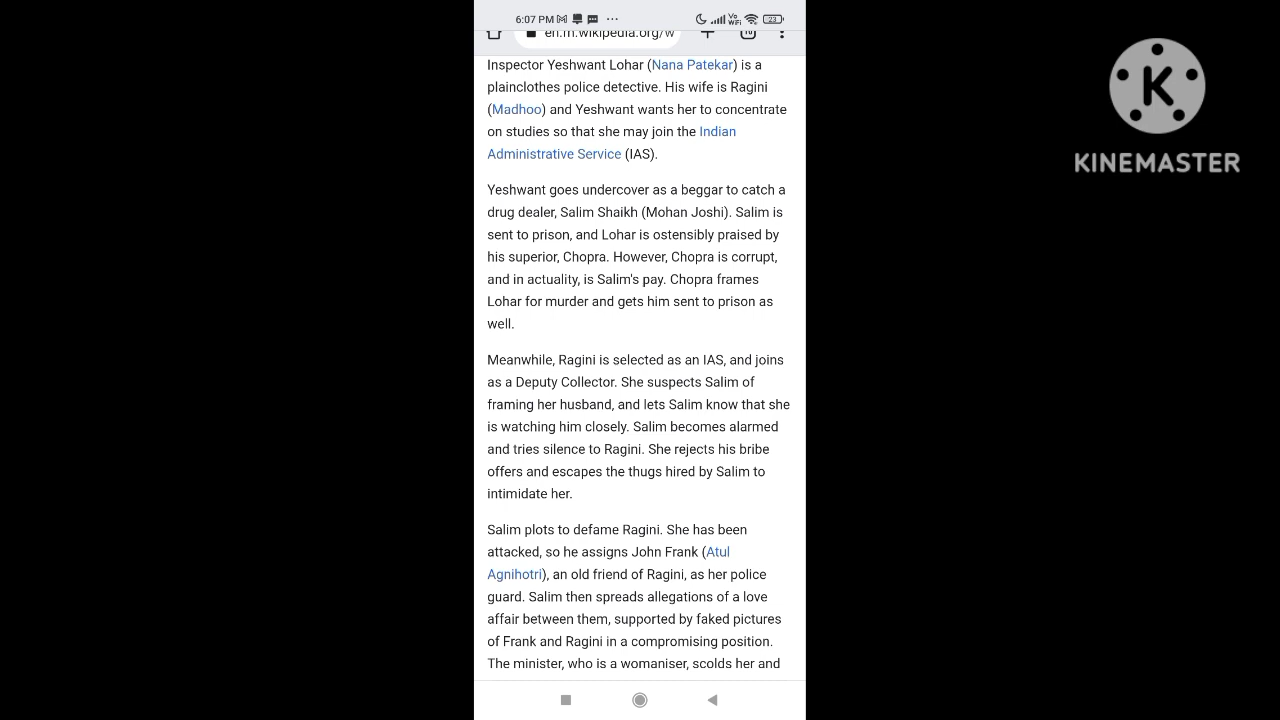 6:07 PM
Vo
WiFi
23
en.m.wikipedia.org/w
Inspector Yeshwant Lohar (Nana Patekar) is a
plainclothes police detective. His wife is Ragini
(Madhoo) and Yeshwant wants her to concentrate
on studies so that she may join the Indian
Administrative Service (IAS).
Yeshwant goes undercover as a beggar to catch a
drug dealer, Salim Shaikh (Mohan Joshi). Salim is
sent to prison, and Lohar is ostensibly praised by
his superior, Chopra. However, Chopra is corrupt,
and in actuality, is Salim's pay. Chopra frames
Lohar for murder and gets him sent to prison as
well.
Meanwhile, Ragini is selected as an IAS, and joins
as a Deputy Collector. She suspects Salim of
framing her husband, and lets Salim know that she
is watching him closely. Salim becomes alarmed
and tries silence to Ragini. She rejects his bribe
offers and escapes the thugs hired by Salim to
intimidate her.
Salim plots to defame Ragini. She has been
attacked, so he assigns John Frank (Atul
Agnihotri), an old friend of Ragini, as her police
guard. Salim then spreads allegations of a love
affair between them, supported by faked pictures
of Frank and Ragini in a compromising position.
The minister, who is a womaniser, scolds her and
K
KINEMASTER